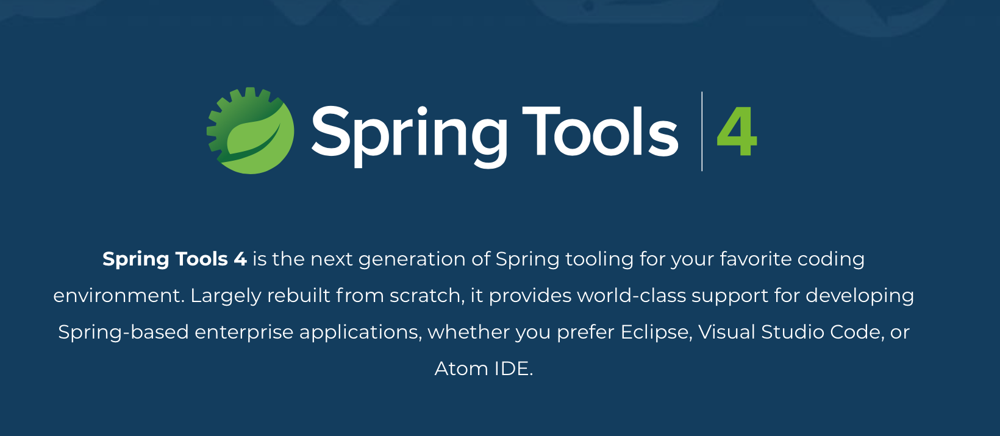 Spring Tools | 4
Spring Tools 4 is the next generation of Spring tooling for your favorite coding
environment. Largely rebuilt from scratch, it provides world-class support for developing
Spring-based enterprise applications, whether you prefer Eclipse, Visual Studio Code, or
Atom IDE.